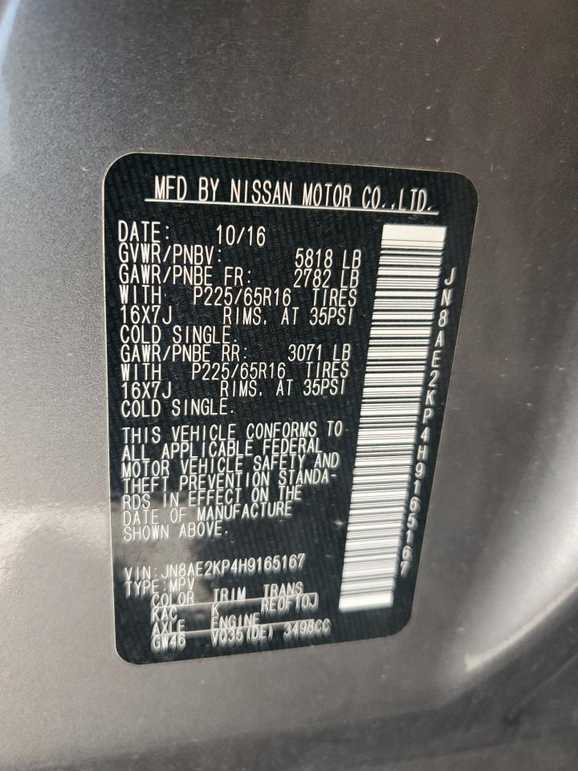 MFD BY NISSAN MOTOR CO.,LTD.
DATE: 10/16
GVWR/PNBV: 5818 LB
GAWR/PNBE FR: 2782 LB
WITH P225/65R16 TIRES
16X7J RIMS, AT 35PSI
COLD SINGLE.
GAWR/PNBE RR: 3071 LB
WITH P225/65R16 TIRES
16X7J RIMS, AT 35PSI
COLD SINGLE.
THIS VEHICLE CONFORMS TO
ALL APPLICABLE FEDERAL
MOTOR VEHICLE SAFETY AND
THEFT PREVENTION STANDA-
RDS IN EFFECT ON THE
DATE OF MANUFACTURE
SHOWN ABOVE.
VIN: JN8AE2KP4H9165167
TYPE: MPV
COLOR TRIM TRANS
KAC K RE0F10J
AXLE ENGINE
GW46 VQ35(DE) 3498CC
JN8AE2KP4H9165167